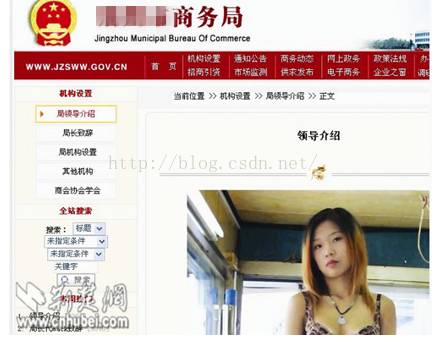 商务局
Jingzhou Municipal Bureau Of Commerce
WWW.JZSWW.GOV.CN
首 页
机构设置 通知公告 商务动态 网上政务 政策法规 办
招商引资 市场监测 供求发布 电子商务 企业之窗
机构设置
局领导介绍
局长致辞
局机构设置
其他机构
商会协会学会
全站搜索
搜索: 标题
未指定条件
未指定条件
关键字
搜索
当前位置 >> 机构设置 >> 局领导介绍 >> 正文
领导介绍
http://blog.csdn.net/
荆楚网
www.cnhubei.com
1. 领导介绍